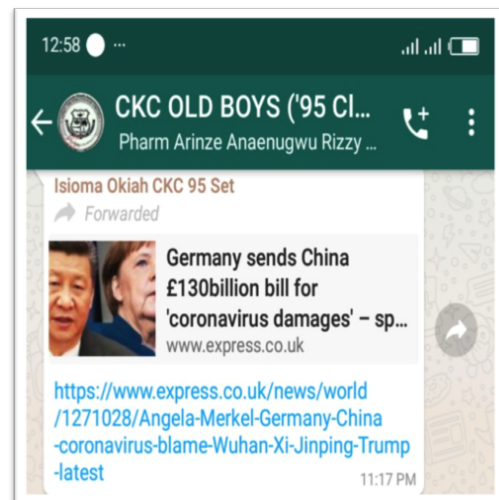 12:58 ...
CKC OLD BOYS ('95 Cl...
Pharm Arinze Anaenugwu Rizzy ...
Isioma Okiah CKC 95 Set
Forwarded
Germany sends China
£130billion bill for
'coronavirus damages' – sp...
www.express.co.uk
https://www.express.co.uk/news/world
/1271028/Angela-Merkel-Germany-China
-coronavirus-blame-Wuhan-Xi-Jinping-Trump
-latest
11:17 PM